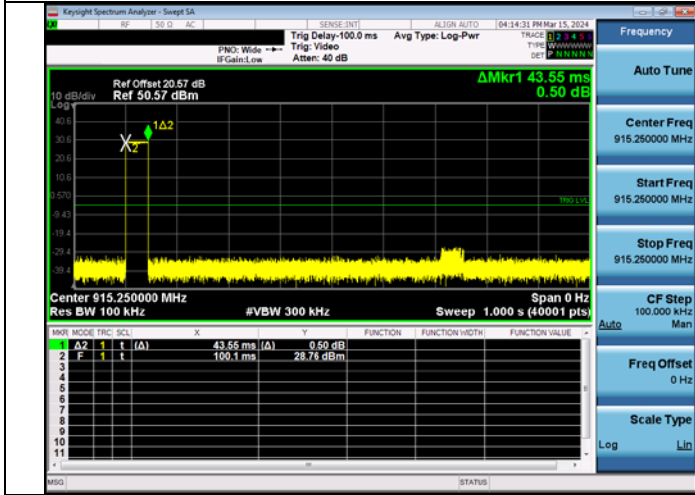 Keysight Spectrum Analyzer - Swept SA
RF 50 Ω AC SENSE:INT ALIGN AUTO 04:14:31 PM Mar 15, 2024
Trig Delay-100.0 ms Avg Type: Log-Pwr TRACE 1 2 3 4 5 6
PNO: Wide Trig: Video TYPE WWWWWW
IFGain:Low Atten: 40 dB DET P N N N N N
Frequency
Auto Tune
Center Freq
915.250000 MHz
Start Freq
915.250000 MHz
Stop Freq
915.250000 MHz
CF Step
100.000 kHz
Auto Man
Freq Offset
0 Hz
Scale Type
Log Lin
ΔMkr1 43.55 ms
0.50 dB
Ref Offset 20.57 dB
10 dB/div Ref 50.57 dBm
Log
40.6
30.6
20.6
10.6
0.570
-9.43
-19.4
-29.4
-39.4
1Δ2
2
TRIG LVL
Center 915.250000 MHz Span 0 Hz
Res BW 100 kHz #VBW 300 kHz Sweep 1.000 s (40001 pts)
MKR MODE TRC SCL X Y FUNCTION FUNCTION WIDTH FUNCTION VALUE
1 Δ2 1 t (Δ) 43.55 ms (Δ) 0.50 dB
2 F 1 t 100.1 ms 28.76 dBm
3
4
5
6
7
8
9
10
11
MSG STATUS